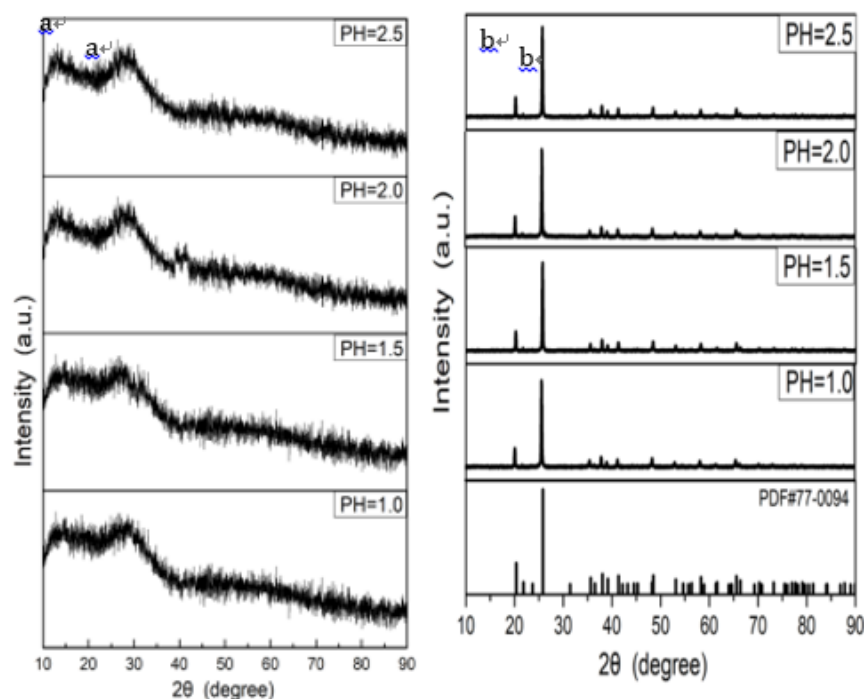 a↵
a↵
PH=2.5
PH=2.0
PH=1.5
PH=1.0
Intensity (a.u.)
10 20 30 40 50 60 70 80 90
2θ (degree)
b↵
b↵
PH=2.5
PH=2.0
PH=1.5
PH=1.0
PDF#77-0094
Intensity (a.u.)
10 20 30 40 50 60 70 80 90
2θ (degree)